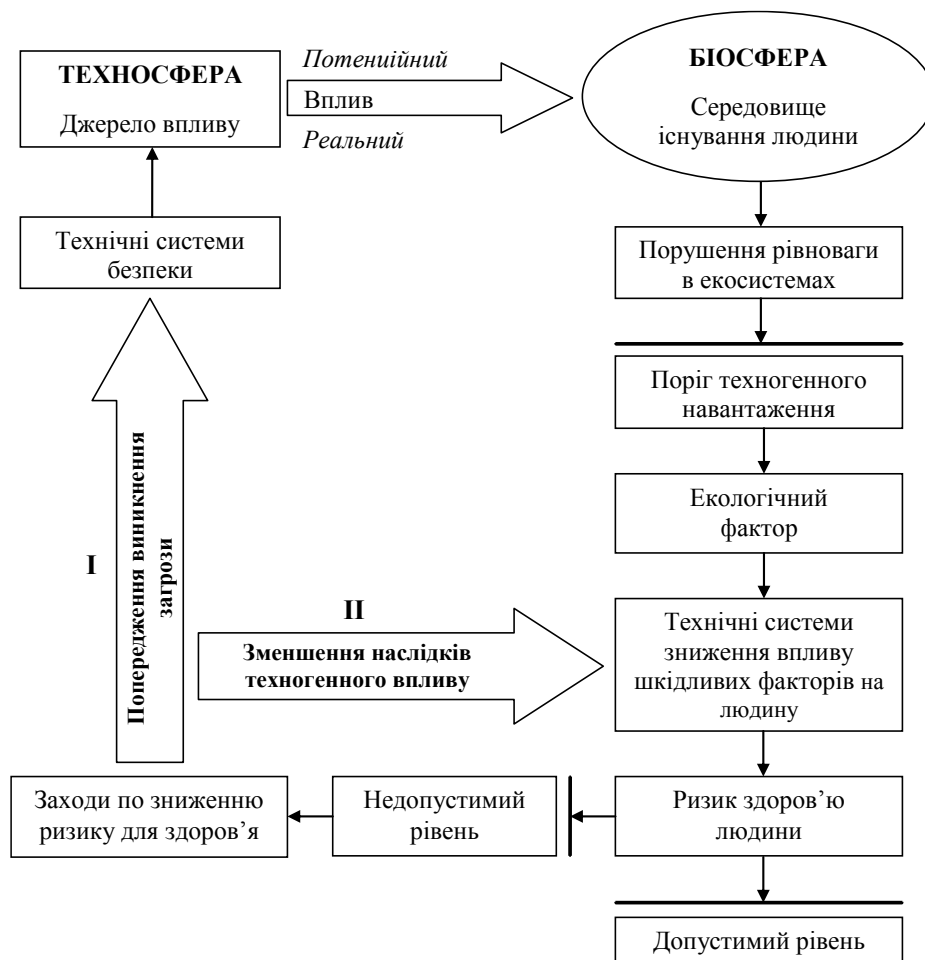 ТЕХНОСФЕРА
Джерело впливу
Потениійний
Вплив
Реальний
БІОСФЕРА
Середовище
існування людини
Технічні системи
безпеки
Порушення рівноваги
в екосистемах
Поріг техногенного
навантаження
Екологічний
фактор
I
Попередження виникнення
загрози
II
Зменшення наслідків
техногенного впливу
Технічні системи
зниження впливу
шкідливих факторів на
людину
Заходи по зниженню
ризику для здоров’я
Недопустимий
рівень
Ризик здоров’ю
людини
Допустимий рівень